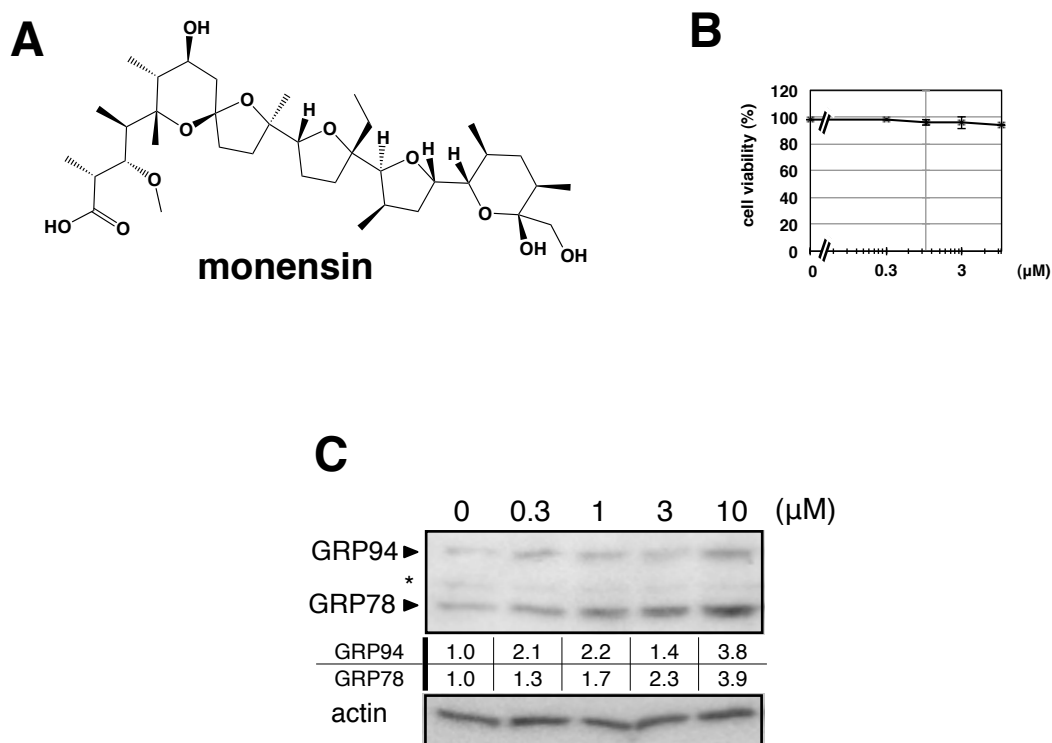 A
OH
O
H
O
H
O
H
H
O
O
O
HO
O
O
OH
OH
monensin
B
cell viability (%)
120
100
80
60
40
20
0
0
0.3
3
(µM)
C
0 0.3 1 3 10 (µM)
GRP94
*
GRP78
GRP94 1.0 2.1 2.2 1.4 3.8
GRP78 1.0 1.3 1.7 2.3 3.9
actin